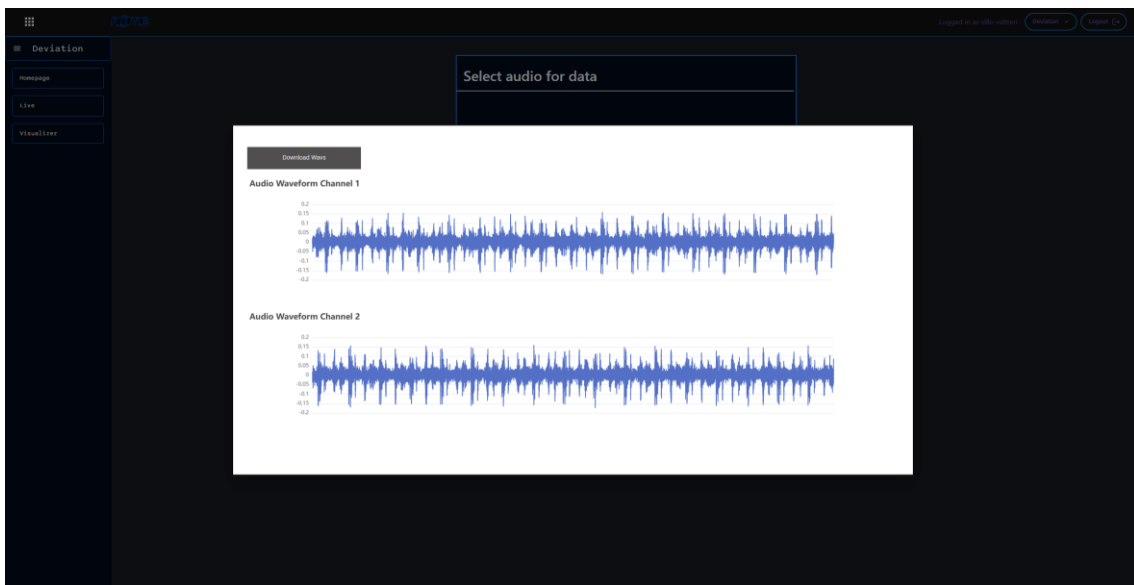 Deviation
Logout
Deviation
Homepage
Live
Visualizer
Select audio for data
Download Wavs
Audio Waveform Channel 1
0.2
0.15
0.1
0.05
0
-0.05
-0.1
-0.15
-0.2
Audio Waveform Channel 2
0.2
0.15
0.1
0.05
0
-0.05
-0.1
-0.15
-0.2